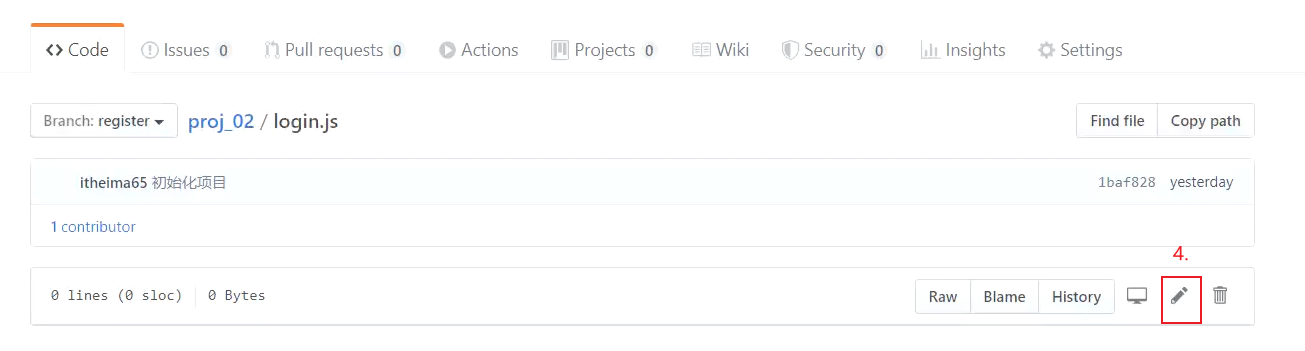 Code Issues 0 Pull requests 0 Actions Projects 0 Wiki Security 0 Insights Settings
Branch: register proj_02 / login.js Find file Copy path
itheima65 初始化项目 1baf828 yesterday
1 contributor
4.
0 lines (0 sloc) 0 Bytes Raw Blame History